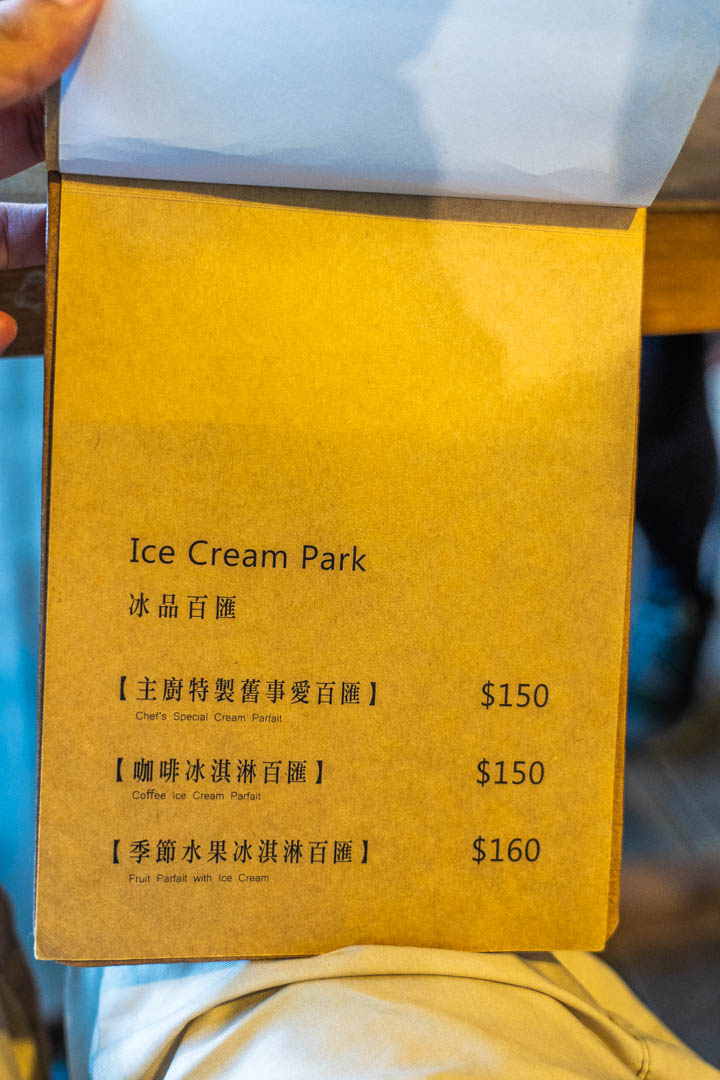 Ice Cream Park
冰品百匯
【主廚特製舊事愛百匯】 $150
Chef's Special Cream Parfait
【咖啡冰淇淋百匯】 $150
Coffee Ice Cream Parfait
【季節水果冰淇淋百匯】 $160
Fruit Parfait with Ice Cream